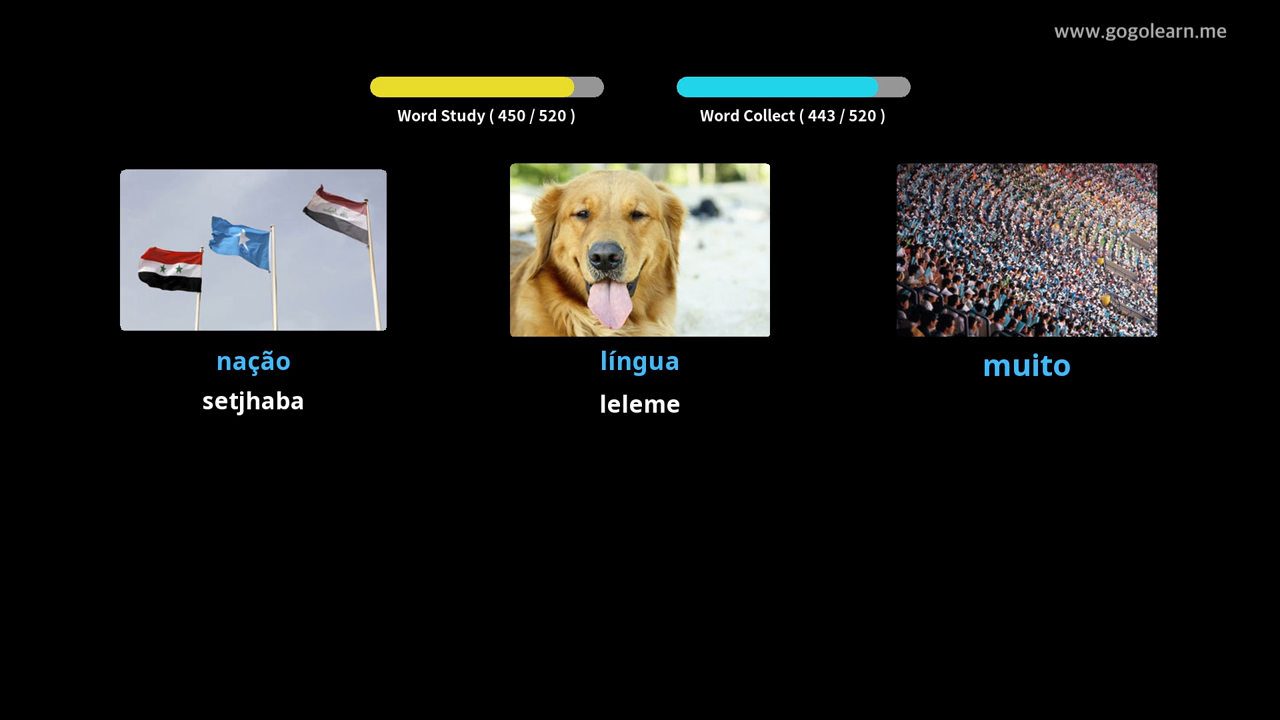 www.gogolearn.me
Word Study ( 450 / 520 )
Word Collect ( 443 / 520 )
nação
setjhaba
língua
leleme
muito